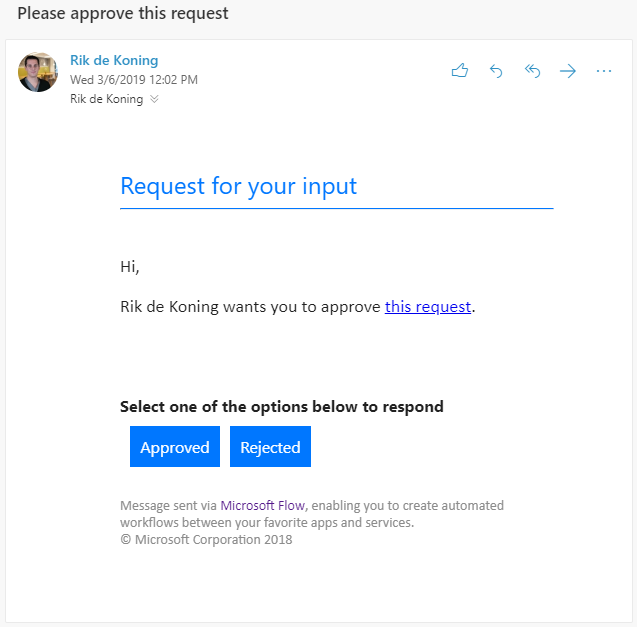 Please approve this request
Rik de Koning
Wed 3/6/2019 12:02 PM
Rik de Koning
Request for your input
Hi,
Rik de Koning wants you to approve this request.
Select one of the options below to respond
Approved Rejected
Message sent via Microsoft Flow, enabling you to create automated
workflows between your favorite apps and services.
© Microsoft Corporation 2018